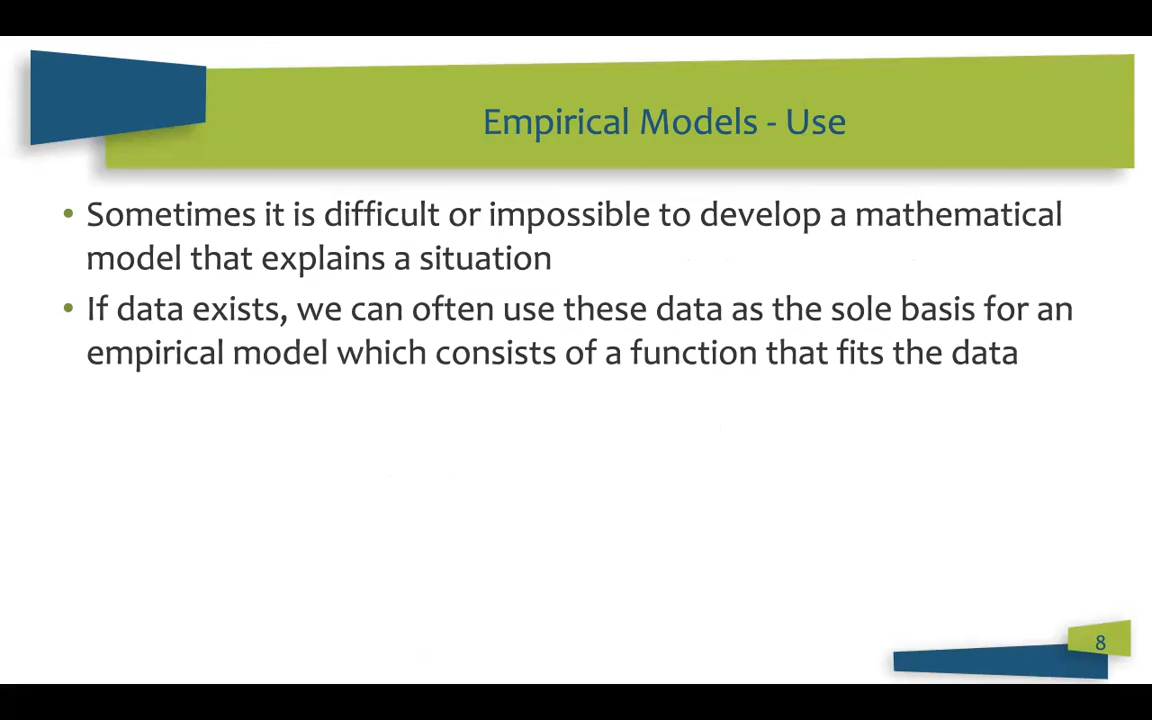 Empirical Models - Use
• Sometimes it is difficult or impossible to develop a mathematical
model that explains a situation
• If data exists, we can often use these data as the sole basis for an
empirical model which consists of a function that fits the data
8